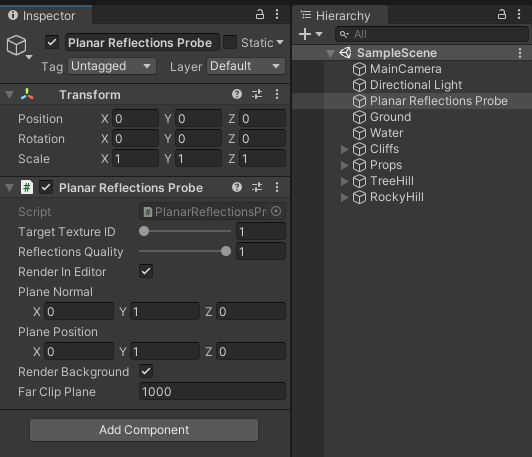 Inspector
Planar Reflections Probe Static
Tag Untagged Layer Default
Transform
Position X 0 Y 0 Z 0
Rotation X 0 Y 0 Z 0
Scale X 1 Y 1 Z 1
# Planar Reflections Probe
Script # PlanarReflectionsPr
Target Texture ID 1
Reflections Quality 1
Render In Editor
Plane Normal
X 0 Y 1 Z 0
Plane Position
X 0 Y 1 Z 0
Render Background
Far Clip Plane 1000
Add Component
Hierarchy
All
SampleScene
MainCamera
Directional Light
Planar Reflections Probe
Ground
Water
Cliffs
Props
TreeHill
RockyHill